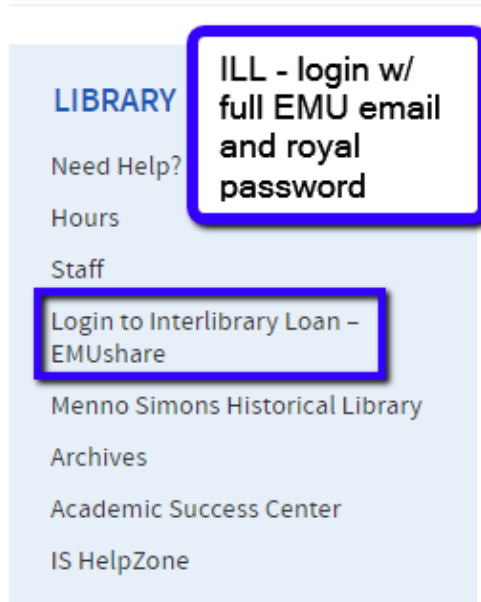 LIBRARY
ILL - login w/
full EMU email
and royal
password
Need Help?
Hours
Staff
Login to Interlibrary Loan –
EMUshare
Menno Simons Historical Library
Archives
Academic Success Center
IS HelpZone